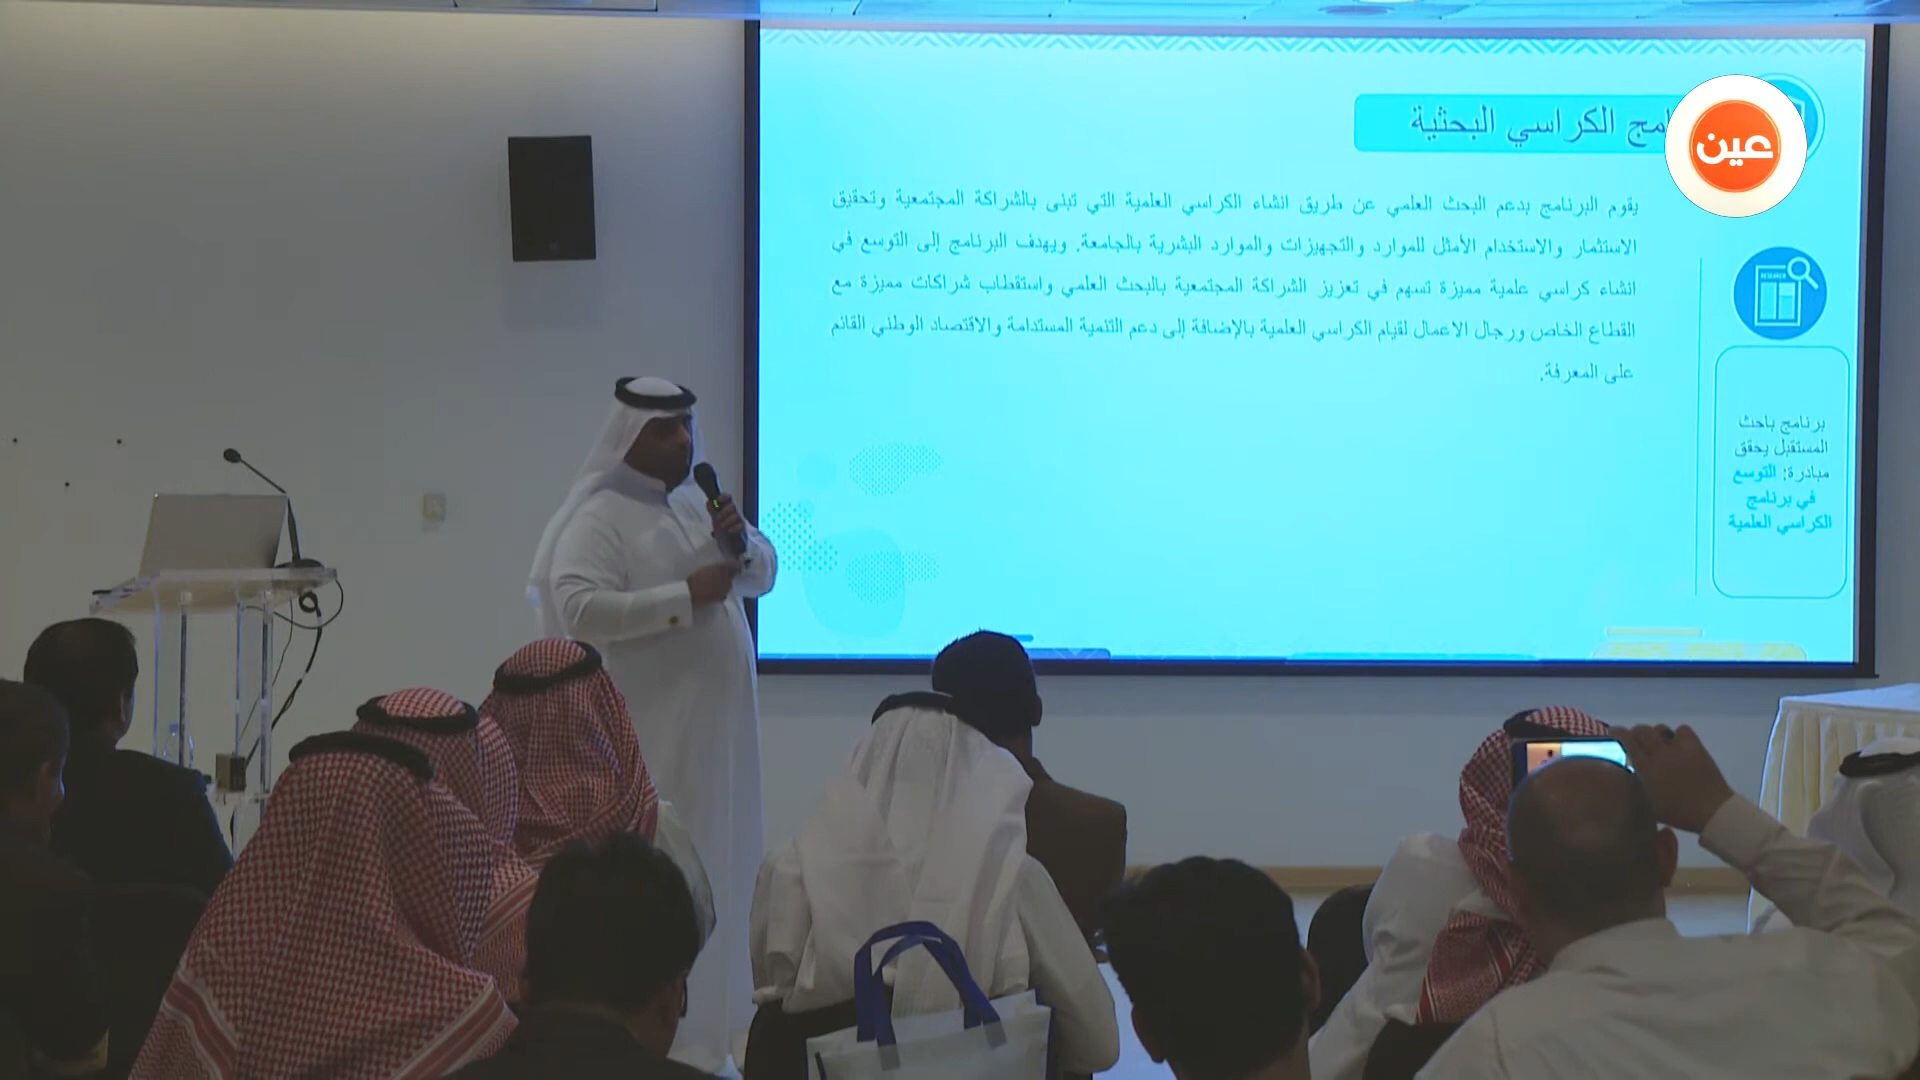 الكراسي البحثية
عين
يقوم البرنامج بدعم البحث العلمي عن طريق انشاء الكراسي العلمية التي تبنى بالشراكة المجتمعية وتحقيق
الاستثمار والاستخدام الأمثل للموارد والتجهيزات والموارد البشرية بالجامعة. ويهدف البرنامج إلى التوسع في
انشاء كراسي علمية مميزة تسهم في تعزيز الشراكة المجتمعية بالبحث العلمي واستقطاب شراكات مميزة مع
القطاع الخاص ورجال الاعمال لقيام الكراسي العلمية بالإضافة إلى دعم التنمية المستدامة والاقتصاد الوطني القائم
على المعرفة.
برنامج باحث
المستقبل يحقق
مبادرة: التوسع
في برنامج
الكراسي العلمية